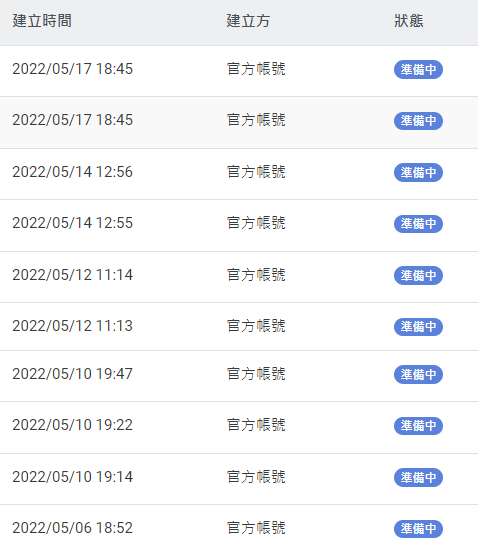 建立時間 建立方 狀態
2022/05/17 18:45 官方帳號 準備中
2022/05/17 18:45 官方帳號 準備中
2022/05/14 12:56 官方帳號 準備中
2022/05/14 12:55 官方帳號 準備中
2022/05/12 11:14 官方帳號 準備中
2022/05/12 11:13 官方帳號 準備中
2022/05/10 19:47 官方帳號 準備中
2022/05/10 19:22 官方帳號 準備中
2022/05/10 19:14 官方帳號 準備中
2022/05/06 18:52 官方帳號 準備中